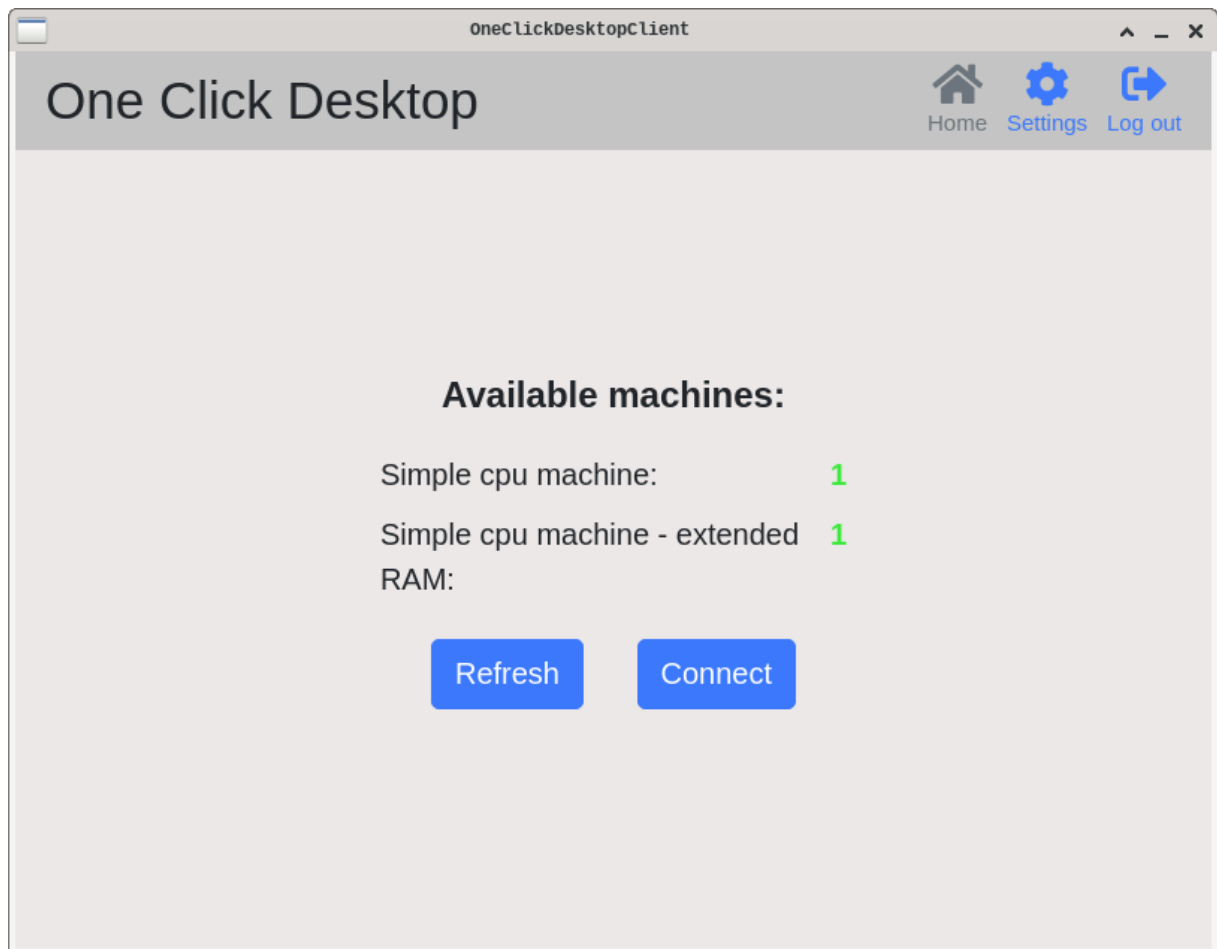 OneClickDesktopClient
One Click Desktop
Home Settings Log out
Available machines:
Simple cpu machine: 1
Simple cpu machine - extended 1
RAM:
Refresh Connect